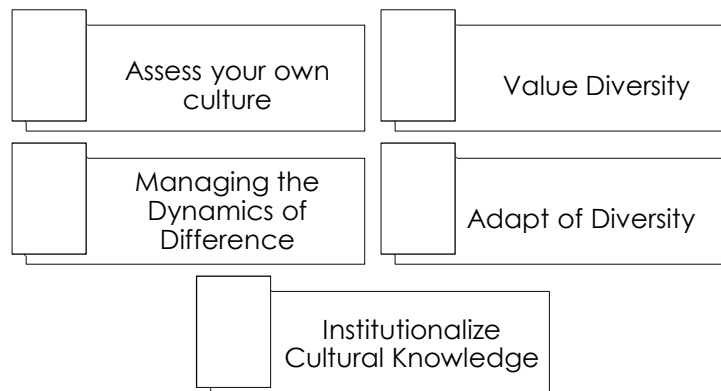 Assess your own
culture
Value Diversity
Managing the
Dynamics of
Difference
Adapt of Diversity
Institutionalize
Cultural Knowledge